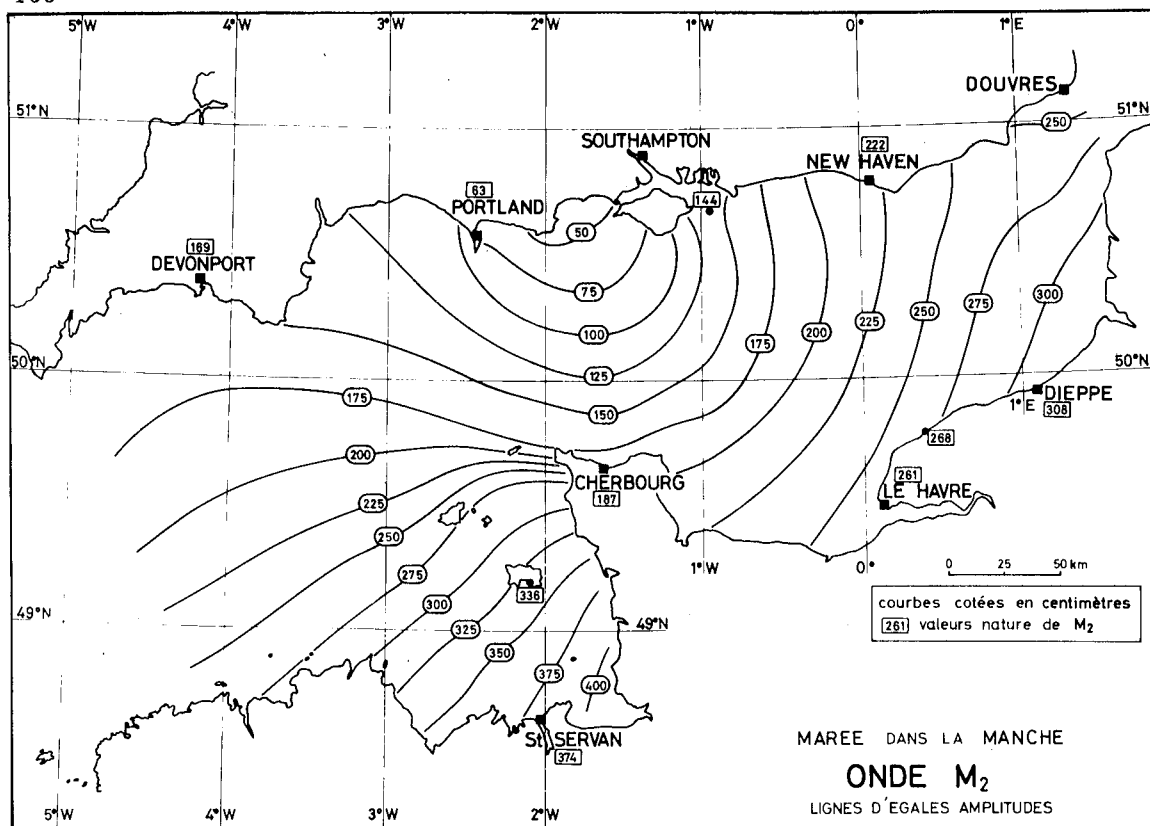 5°W
4°W
3°W
2°W
1°W
0°
1°E
DOUVRES
51°N
51°N
250
SOUTHAMPTON
222
NEW HAVEN
63
PORTLAND
144
50
169
DEVONPORT
75
275
300
100
250
225
200
175
50°N
50°N
125
175
150
DIEPPE
1°E
308
200
268
CHERBOURG
187
261
LE HAVRE
225
250
275
1°W
0°
0 25 50 km
336
300
courbes cotées en centimètres
261 valeurs nature de M2
49°N
325
49°N
350
375
400
St SERVAN
374
MAREE DANS LA MANCHE
ONDE M2
LIGNES D'EGALES AMPLITUDES
5°W
4°W
3°W
2°W